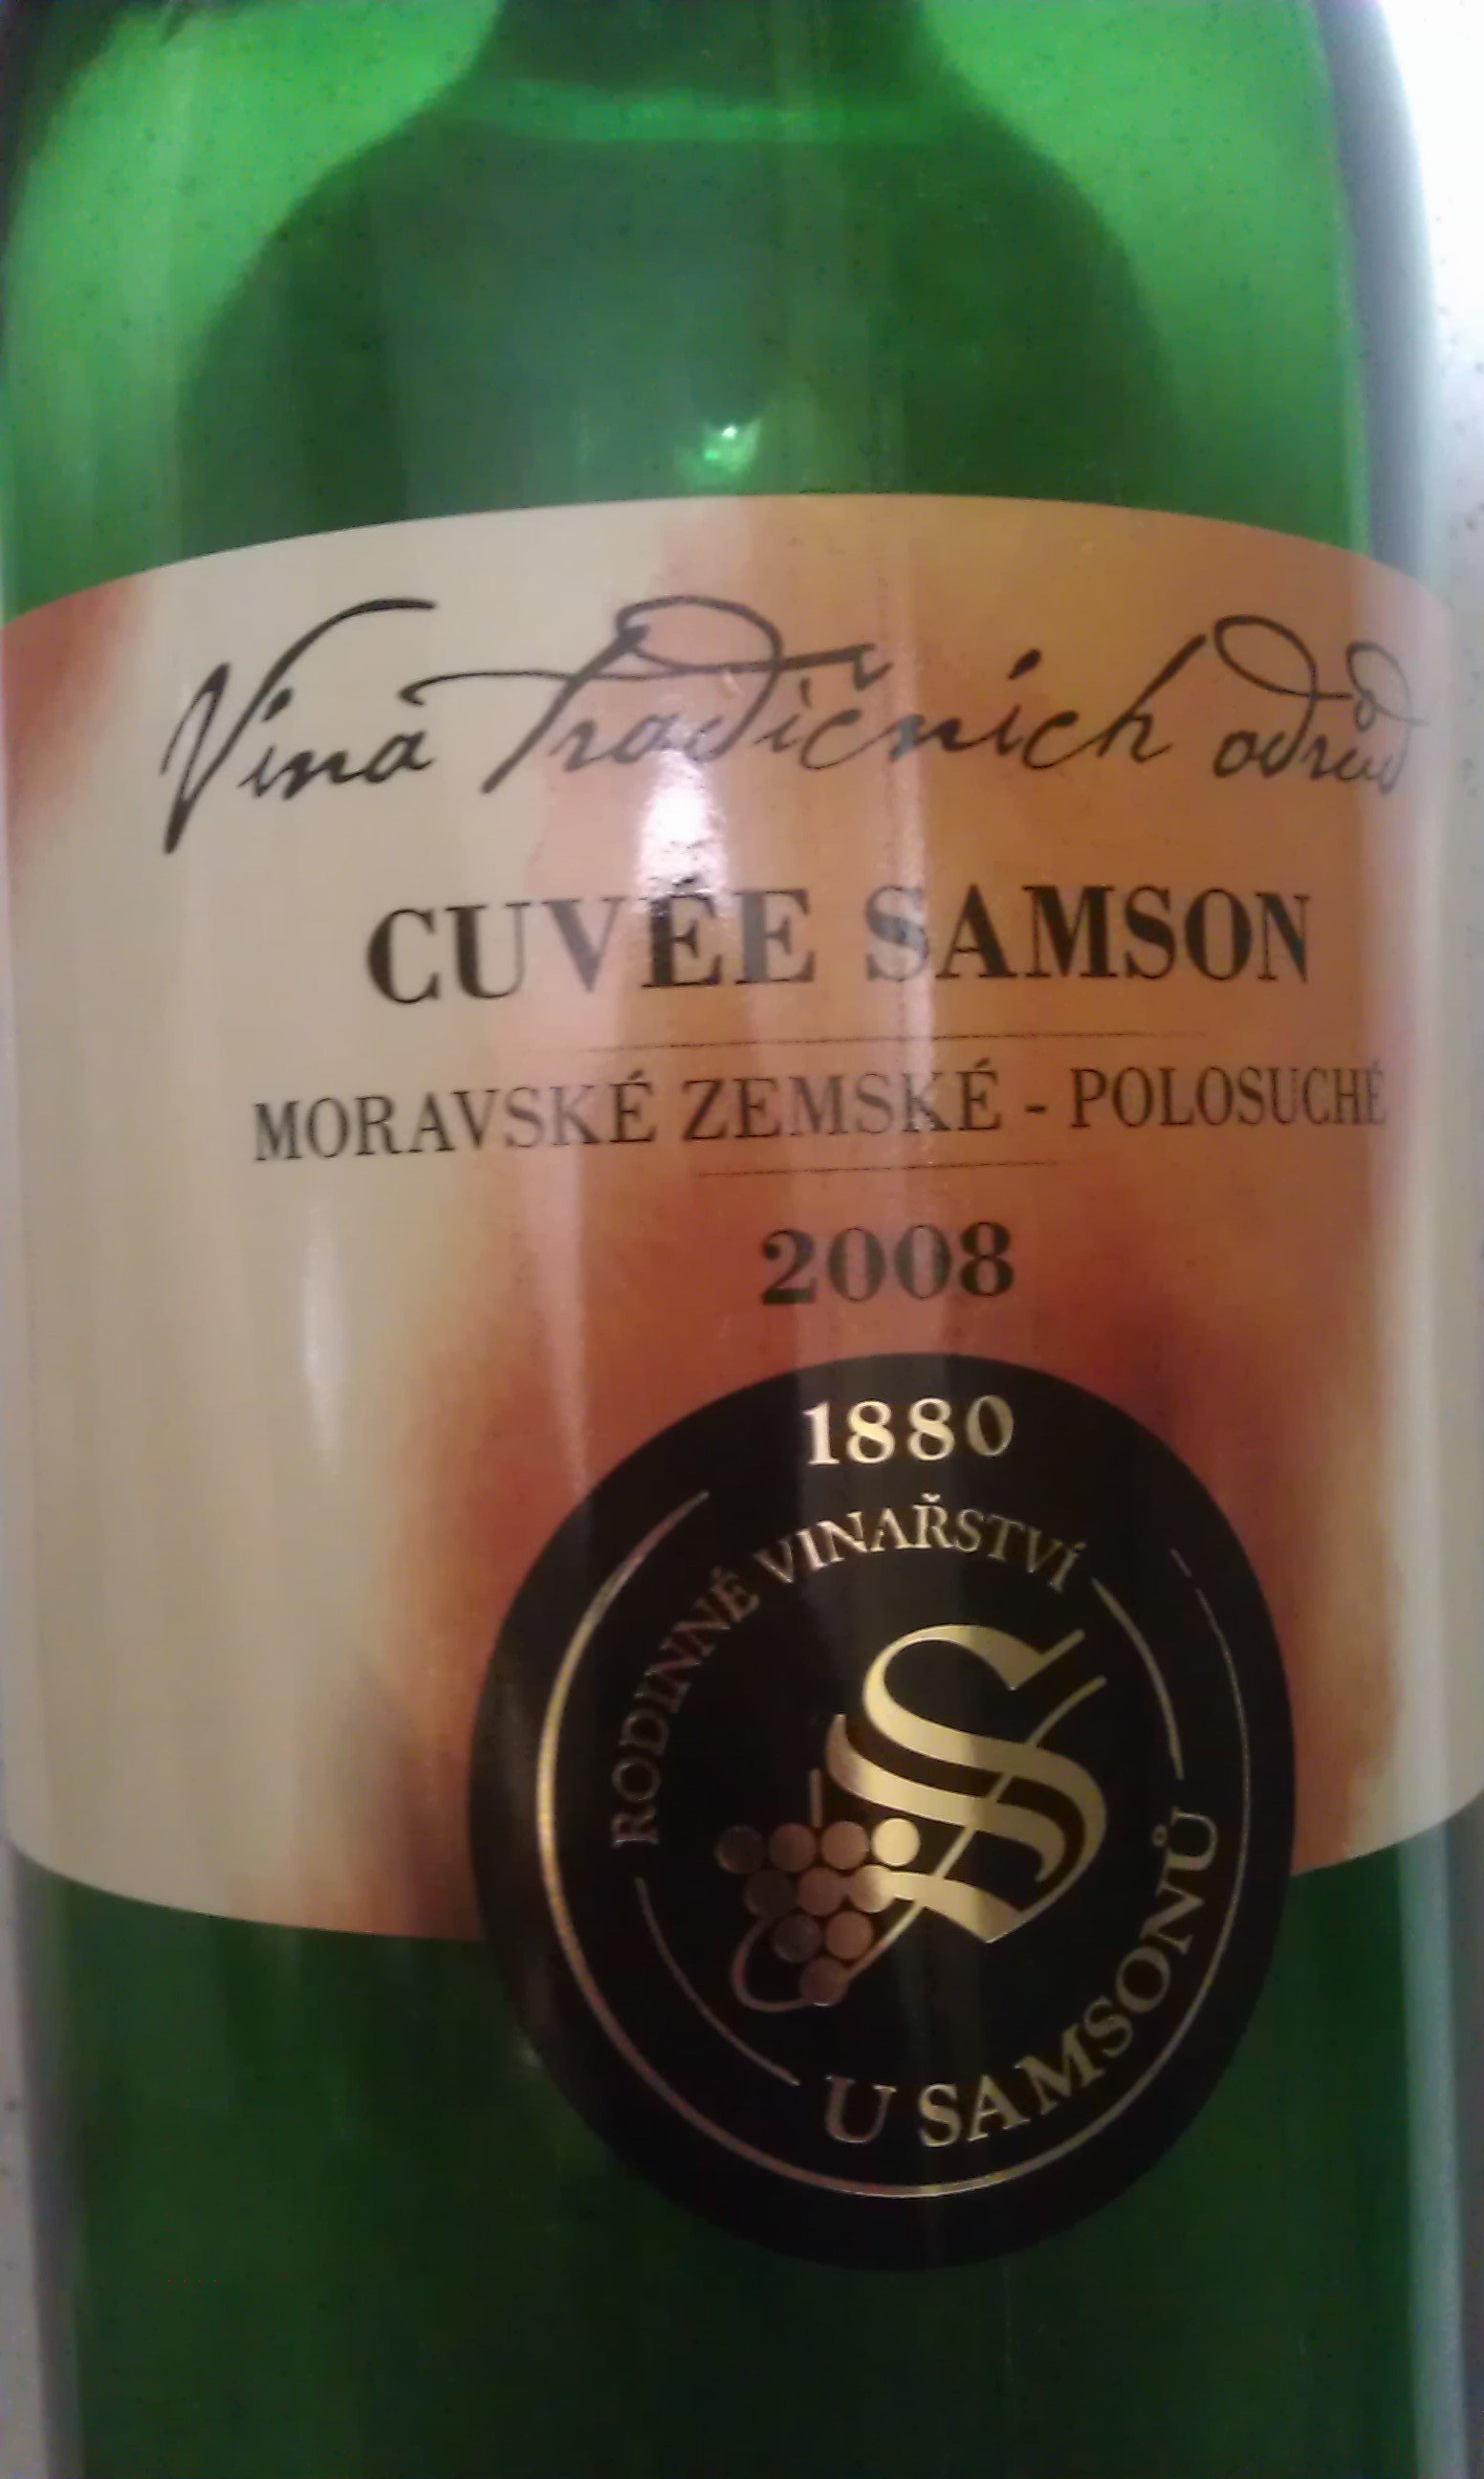 Vína tradičních odrůd
CUVÉE SAMSON
MORAVSKÉ ZEMSKÉ - POLOSUCHÉ
2008
1880
RODINNÉ VINAŘSTVÍ
S
U SAMSONŮ